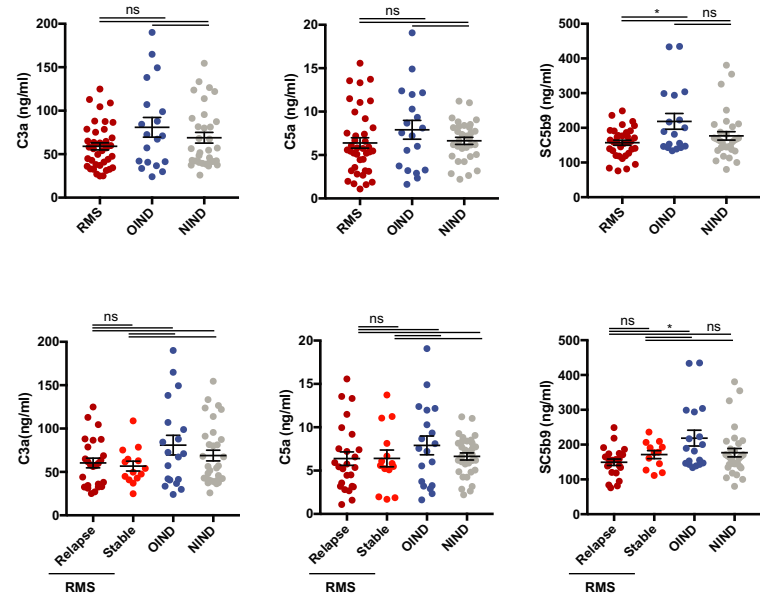 ns
200
150
100
50
0
C3a (ng/ml)
RMS
OIND
NIND
ns
20
15
10
5
0
C5a (ng/ml)
RMS
OIND
NIND
* ns
500
400
300
200
100
0
SC5b9 (ng/ml)
RMS
OIND
NIND
ns
200
150
100
50
0
C3a(ng/ml)
Relapse
Stable
OIND
NIND
RMS
ns
20
15
10
5
0
C5a (ng/ml)
Relapse
Stable
OIND
NIND
RMS
ns * ns
500
400
300
200
100
0
SC5b9 (ng/ml)
Relapse
Stable
OIND
NIND
RMS